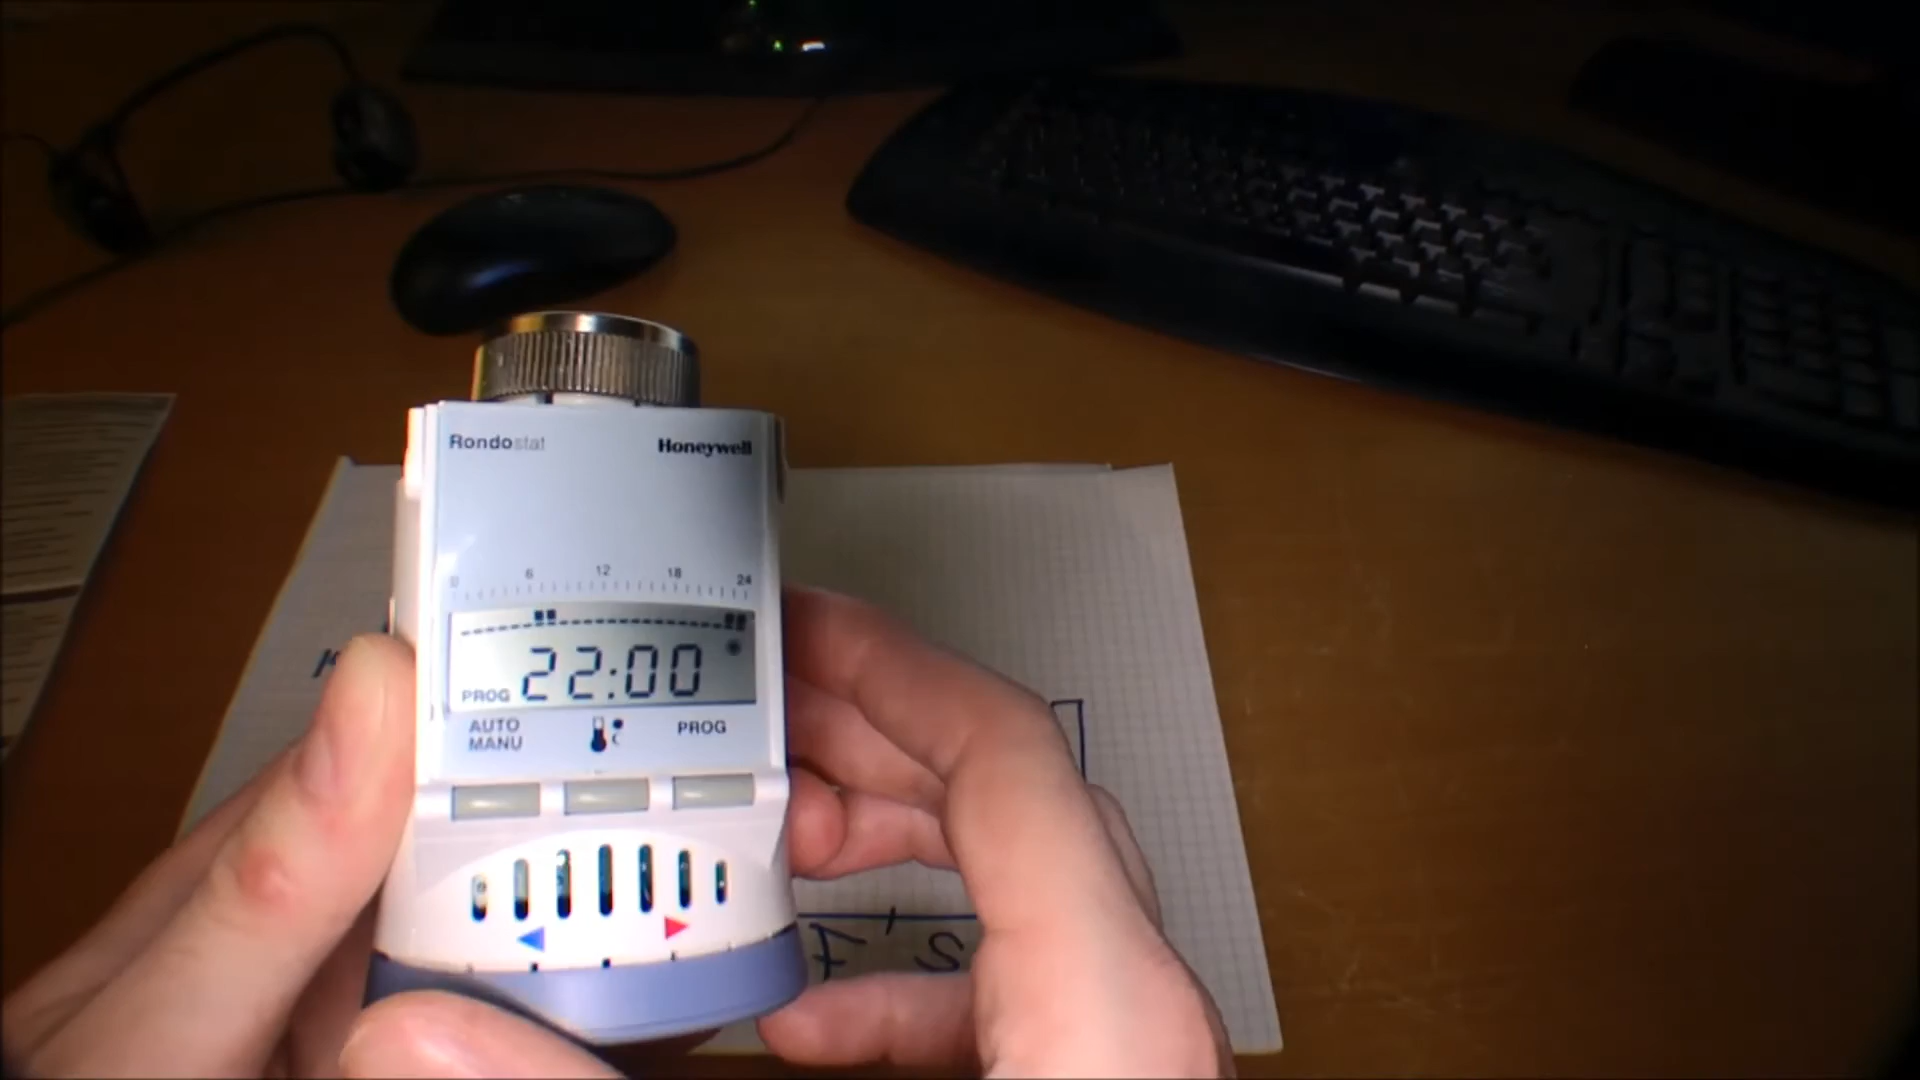 Rondostat Honeywell
0 6 12 18 24
PROG 22:00
AUTO PROG
MANU